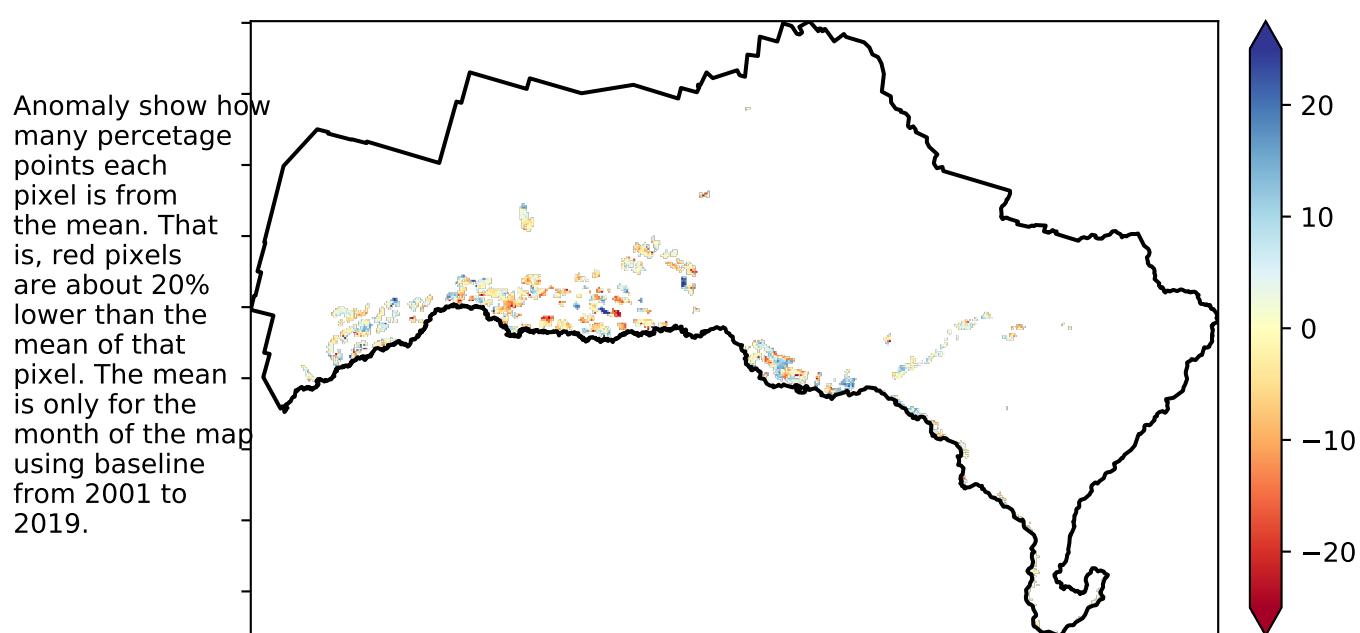 Anomaly show how
many percetage
points each
pixel is from
the mean. That
is, red pixels
are about 20%
lower than the
mean of that
pixel. The mean
is only for the
month of the map
using baseline
from 2001 to
2019.
20
10
0
−10
−20